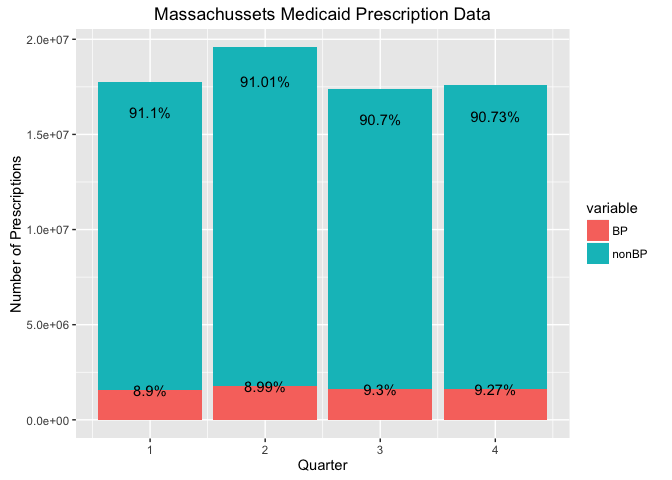 Massachussets Medicaid Prescription Data
2.0e+07
1.5e+07
1.0e+07
5.0e+06
0.0e+00
Number of Prescriptions
91.1%
91.01%
90.7%
90.73%
8.9%
8.99%
9.3%
9.27%
1
2
3
4
Quarter
variable
BP
nonBP